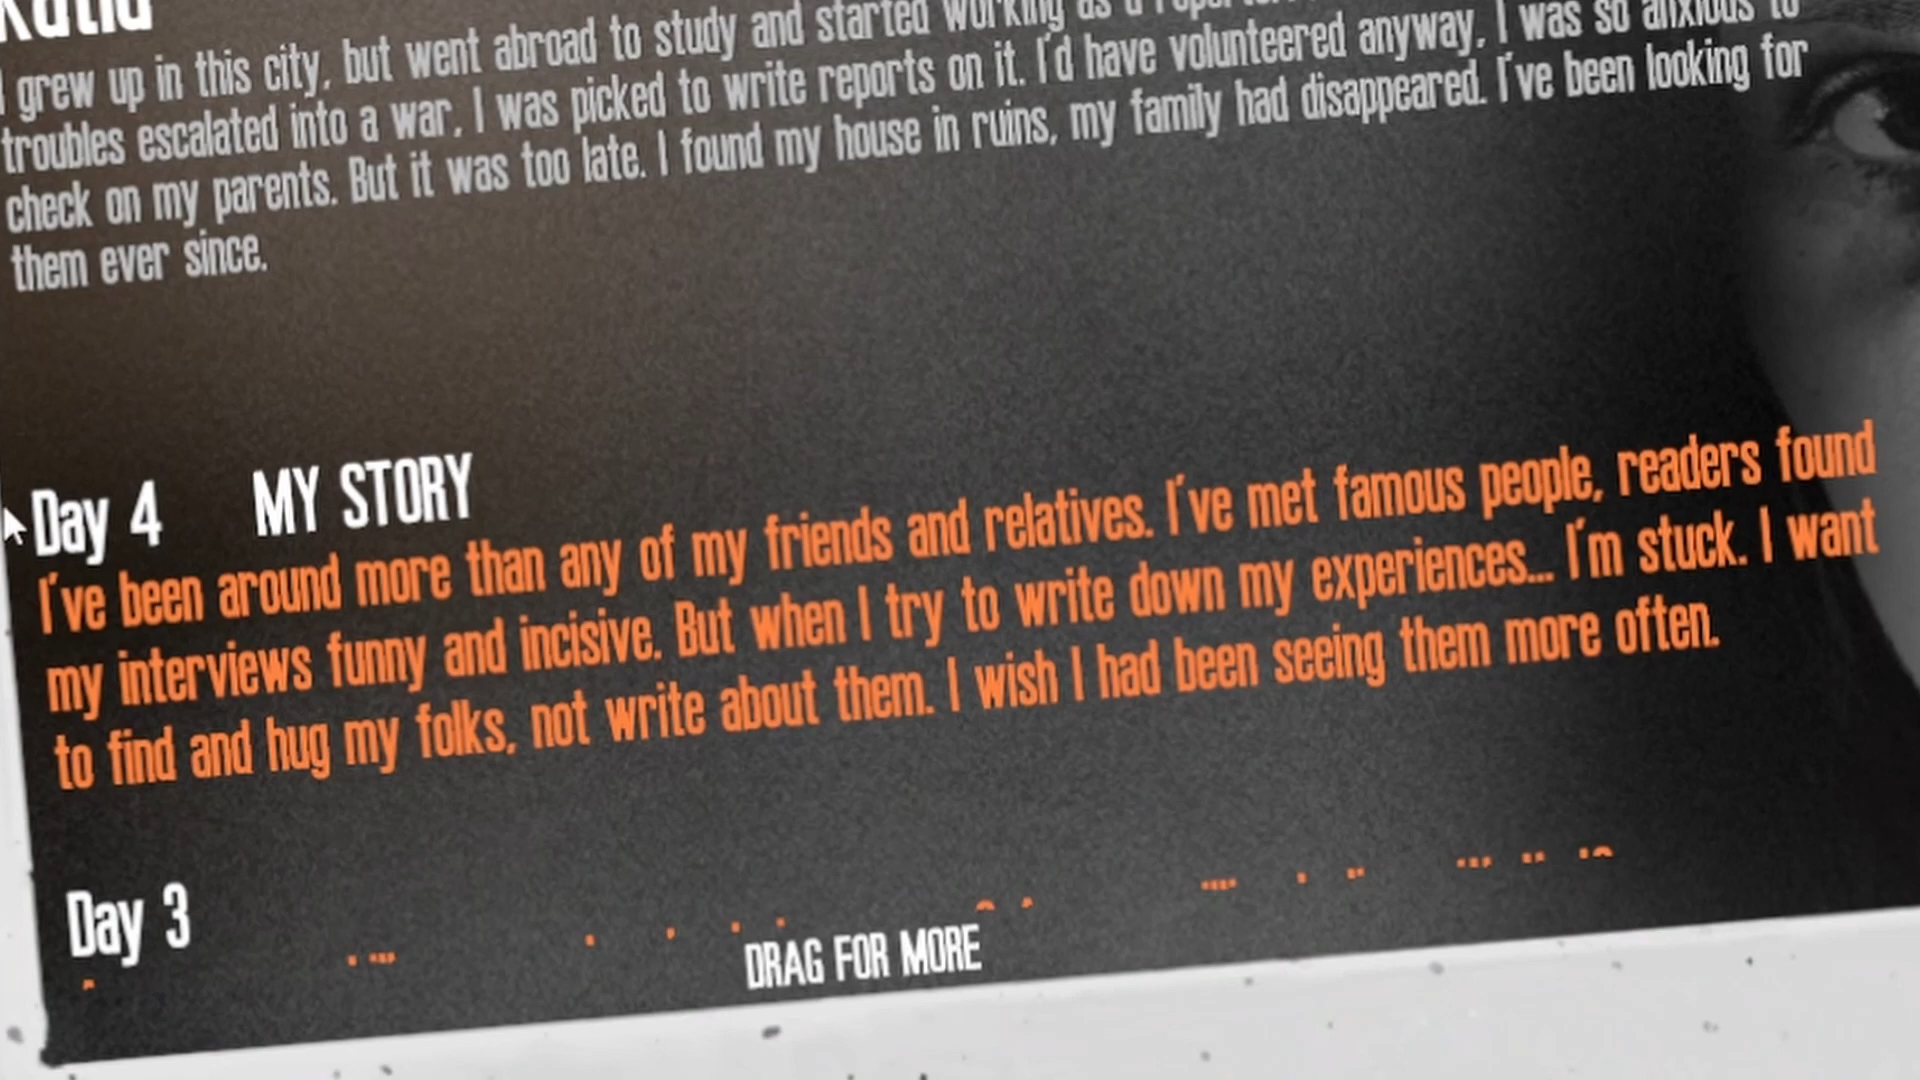 Katia
I grew up in this city, but went abroad to study and started working as a
troubles escalated into a war, I was picked to write reports on it. I'd have volunteered anyway, I was so anxious to
check on my parents. But it was too late. I found my house in ruins, my family had disappeared. I've been looking for
them ever since.
Day 4 MY STORY
I've been around more than any of my friends and relatives. I've met famous people, readers found
my interviews funny and incisive. But when I try to write down my experiences... I'm stuck. I want
to find and hug my folks, not write about them. I wish I had been seeing them more often.
Day 3
DRAG FOR MORE